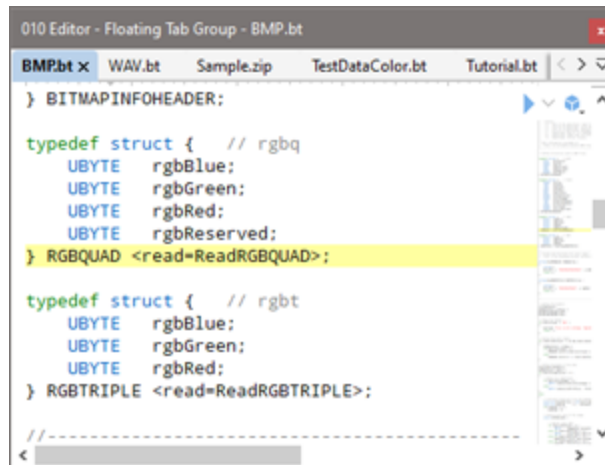 010 Editor - Floating Tab Group - BMP.bt
BMP.bt x WAV.bt Sample.zip TestDataColor.bt Tutorial.bt
} BITMAPINFOHEADER;
typedef struct { // rgbq
UBYTE rgbBlue;
UBYTE rgbGreen;
UBYTE rgbRed;
UBYTE rgbReserved;
} RGBQUAD <read=ReadRGBQUAD>;
typedef struct { // rgbt
UBYTE rgbBlue;
UBYTE rgbGreen;
UBYTE rgbRed;
} RGBTRIPLE <read=ReadRGBTRIPLE>;
//---------------------------------------------